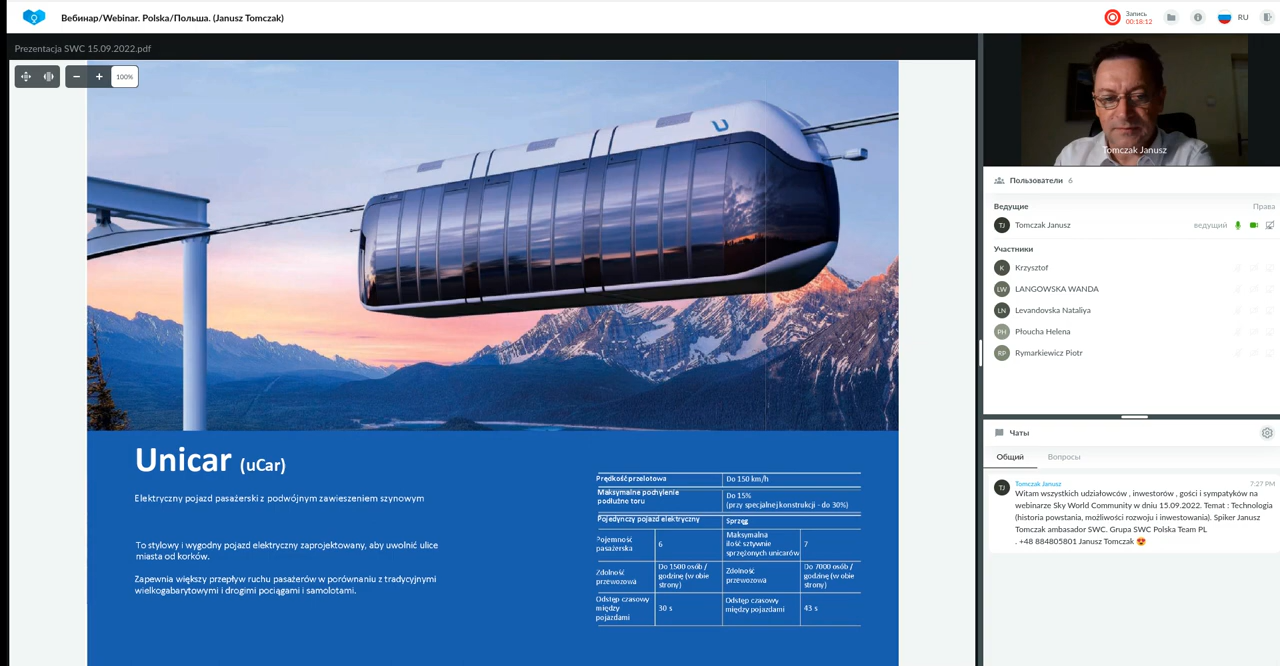 Вебинар/Webinar. Polska/Польша. (Janusz Tomczak)
Запись
00:18:12
RU
Prezentacja SWC 15.09.2022.pdf
100%
Unicar (uCar)
Elektryczny pojazd pasażerski z podwójnym zawieszeniem szynowym
To stylowy i wygodny pojazd elektryczny zaprojektowany, aby uwolnić ulice
miasta od korków.
Zapewnia większy przepływ ruchu pasażerów w porównaniu z tradycyjnymi
wielkogabarytowymi i drogimi pociągami i samolotami.
Prędkość przelotowa Do 150 km/h
Maksymalne pochylenie
podłużne toru
Do 15%
(przy specjalnej konstrukcji - do 30%)
Pojedynczy pojazd elektryczny Sprzęg
Pojemność
pasażerska
6
Maksymalna
ilość sztywnie
sprzężonych unicarów
7
Zdolność
przewozowa
Do 1500 osób /
godzinę (w obie
strony)
Zdolność
przewozowa
Do 7000 osób /
godzinę (w obie
strony)
Odstęp czasowy
między
pojazdami
30 s
Odstęp czasowy
między pojazdami
43 s
Tomczak Janusz
Пользователи 6
Ведущие Права
TJ Tomczak Janusz ведущий
Участники
K Krzysztof
LW LANGOWSKA WANDA
LN Levandovska Nataliya
PH Płoucha Helena
RP Rymarkiewicz Piotr
Чаты
Общий Вопросы
TJ Tomczak Janusz 7:27 PM
Witam wszystkich udziałowców , inwestorów , gości i sympatyków na
webinarze Sky World Community w dniu 15.09.2022. Temat : Technologia
(historia powstania, możliwości rozwoju i inwestowania). Spiker Janusz
Tomczak ambasador SWC. Grupa SWC Polska Team PL
. +48 884805801 Janusz Tomczak 😍